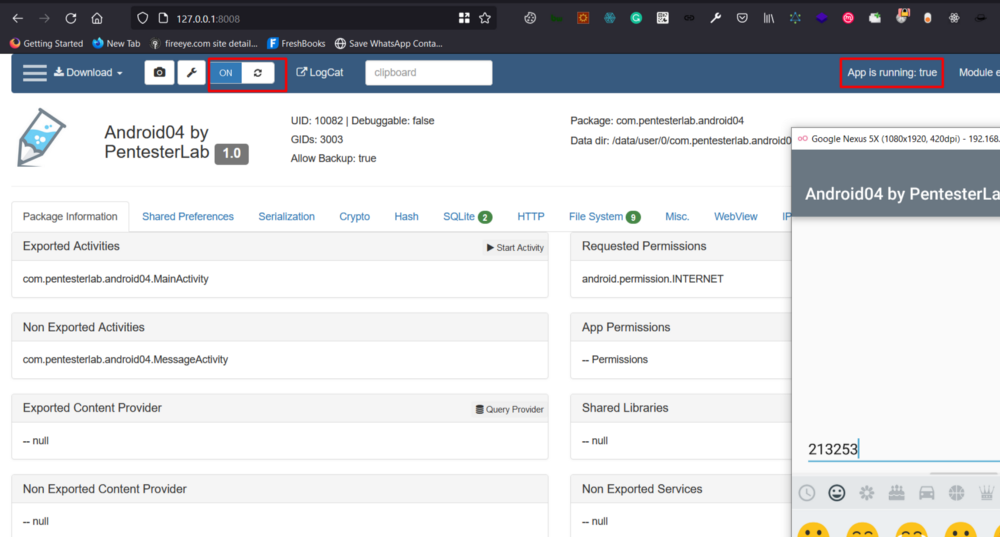 127.0.0.1:8008
Getting Started
New Tab
fireeye.com site detail...
FreshBooks
Save WhatsApp Conta...
Download
ON
LogCat
clipboard
App is running: true
Module e
Android04 by
PentesterLab 1.0
UID: 10082 | Debuggable: false
GIDs: 3003
Allow Backup: true
Package: com.pentesterlab.android04
Data dir: /data/user/0/com.pentesterlab.android0
Google Nexus 5X (1080x1920, 420dpi) - 192.168.
Android04 by PentesterLa
Package Information
Shared Preferences
Serialization
Crypto
Hash
SQLite 2
HTTP
File System 9
Misc.
WebView
IP
Exported Activities
Start Activity
com.pentesterlab.android04.MainActivity
Requested Permissions
android.permission.INTERNET
Non Exported Activities
com.pentesterlab.android04.MessageActivity
App Permissions
-- Permissions
Exported Content Provider
Query Provider
-- null
Shared Libraries
-- null
213253
Non Exported Content Provider
-- null
Non Exported Services
-- null